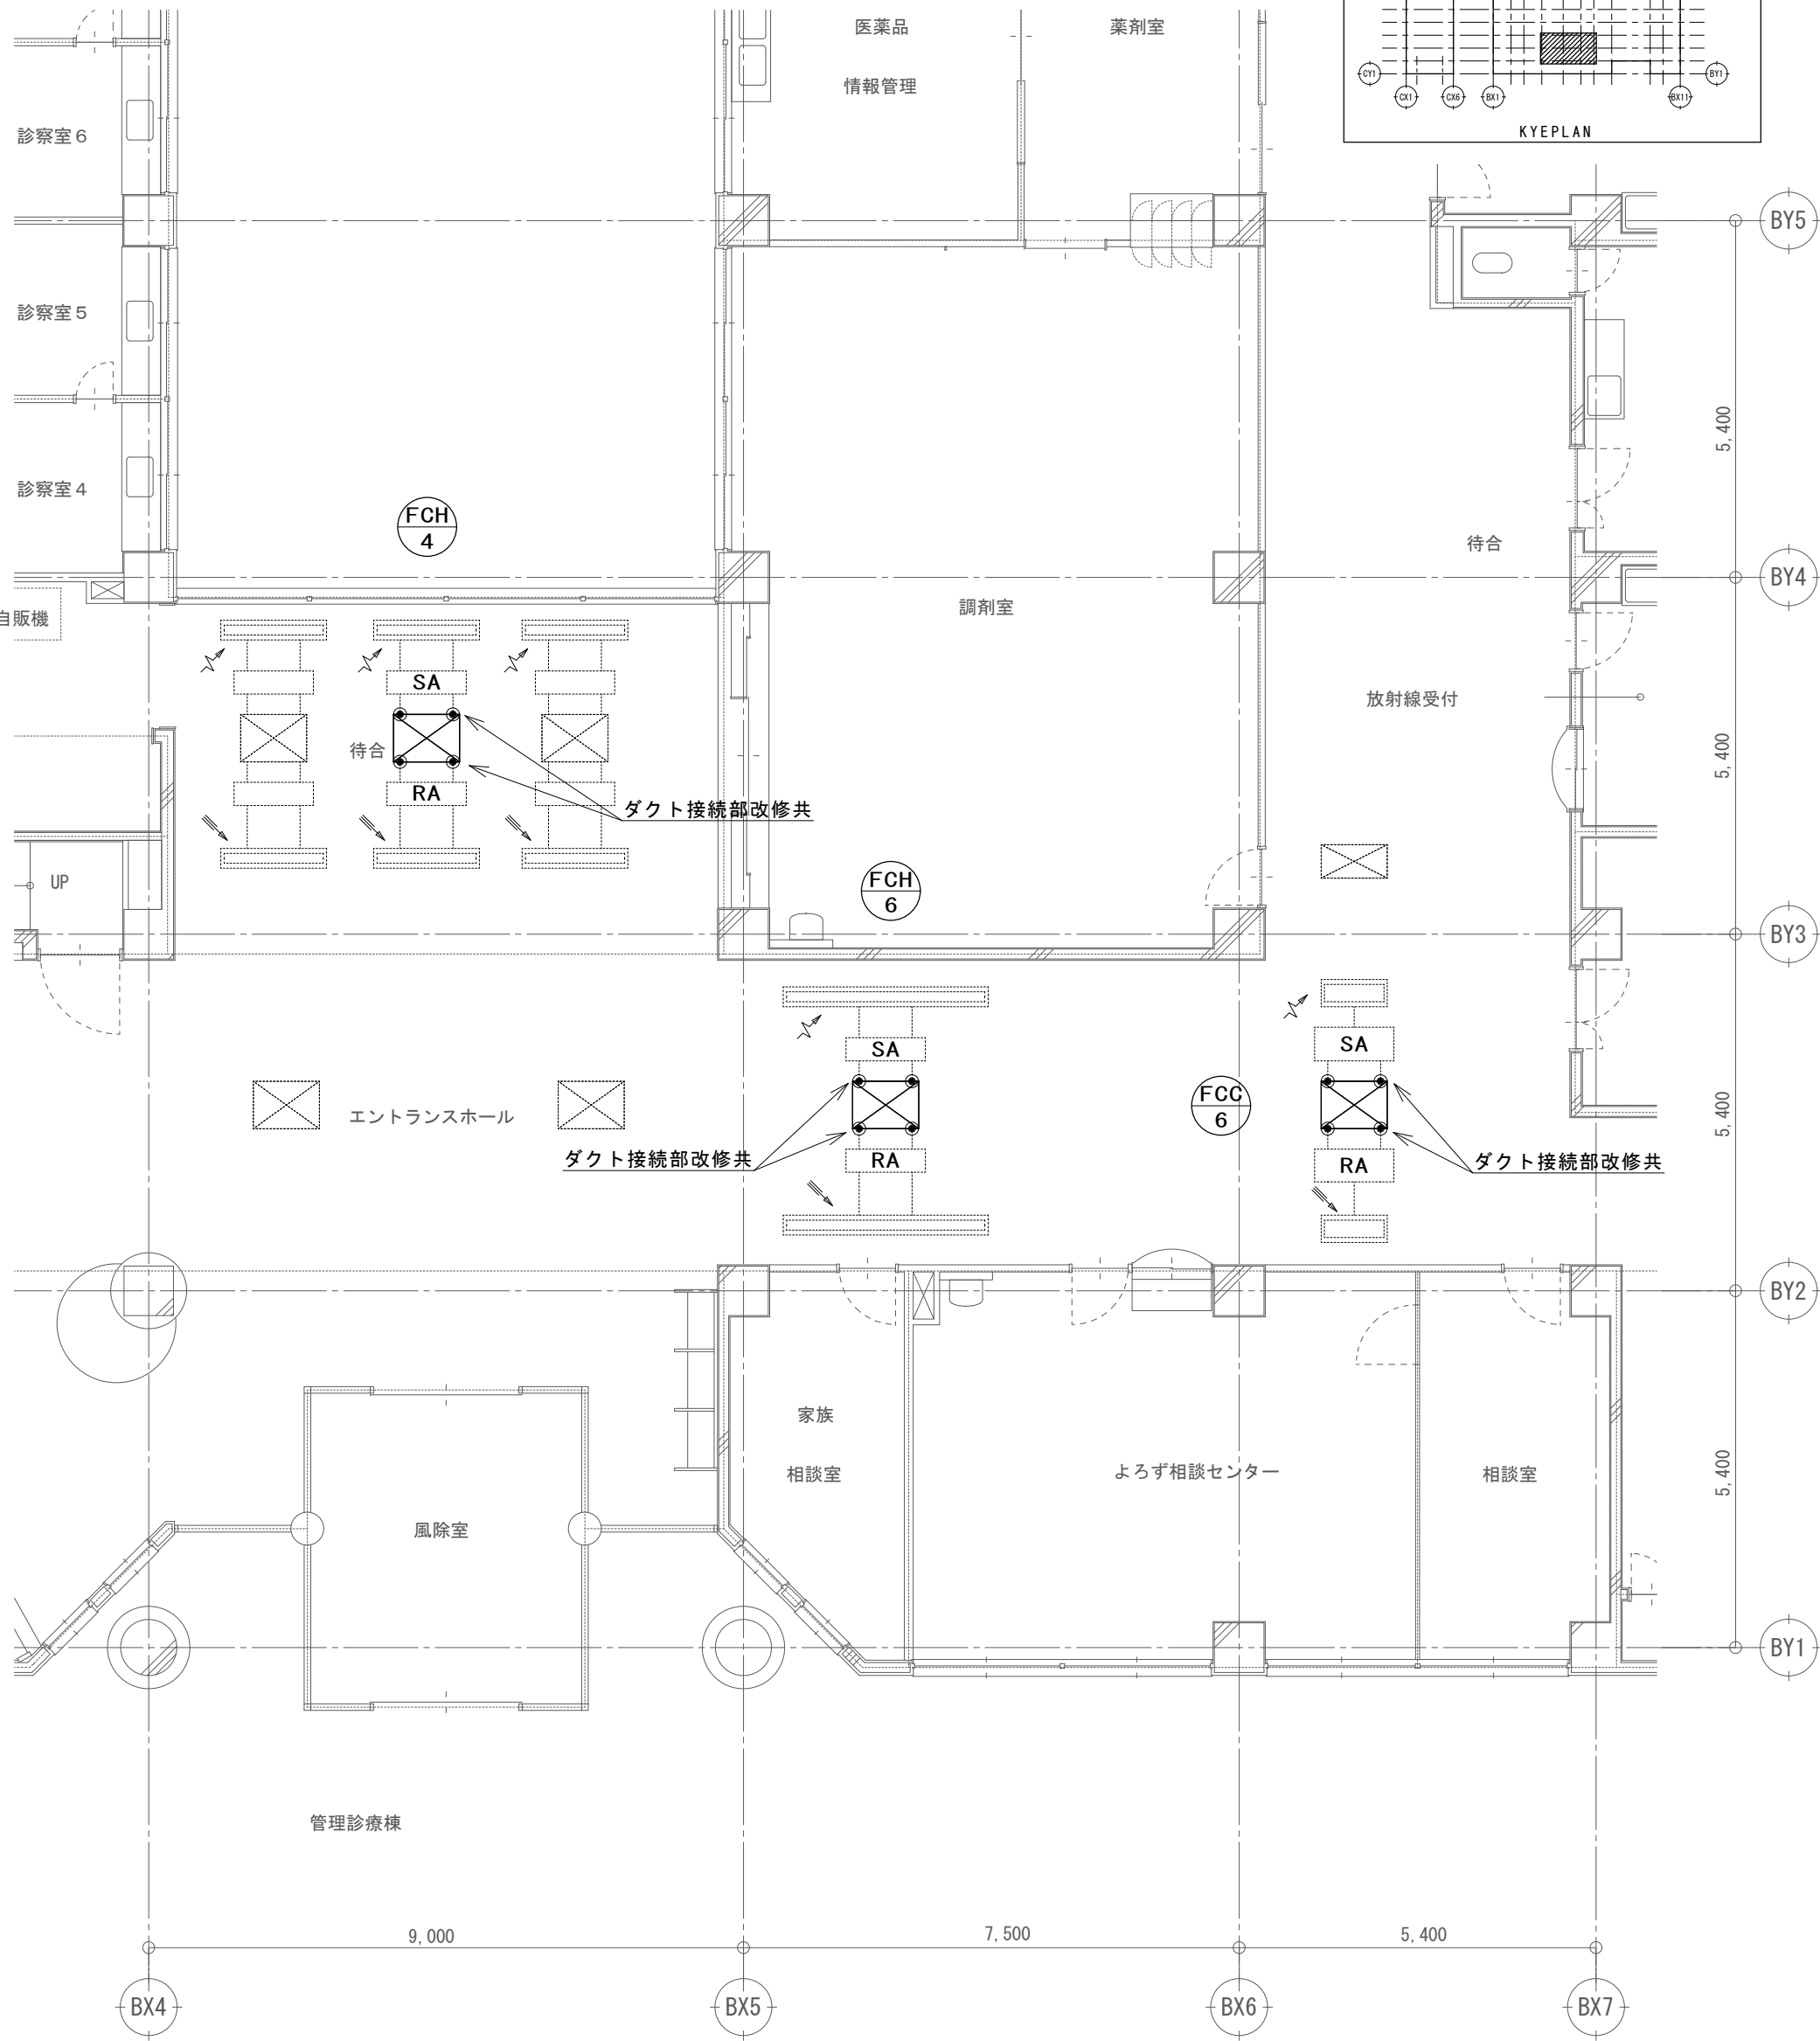 医薬品
薬剤室
情報管理
CY1
BY1
CX1
CX6
BX1
BX11
KYEPLAN
診察室6
BY5
診察室5
5,400
診察室4
FCH
4
待合
BY4
自販機
調剤室
SA
放射線受付
待合
5,400
RA
ダクト接続部改修共
UP
FCH
6
BY3
SA
SA
エントランスホール
FCC
6
5,400
ダクト接続部改修共
RA
RA
ダクト接続部改修共
BY2
家族
相談室
よろず相談センター
相談室
5,400
風除室
BY1
管理診療棟
9,000
7,500
5,400
BX4
BX5
BX6
BX7